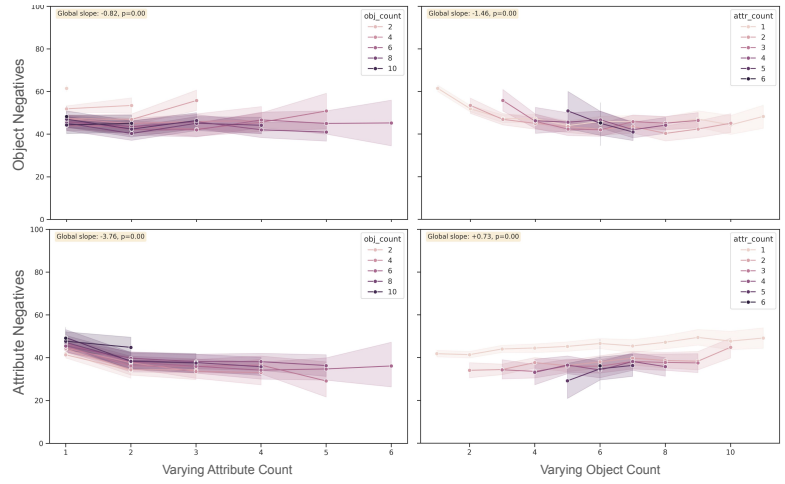 Global slope: -0.82, p=0.00
obj_count
2
4
6
8
10
100
80
60
40
20
0
Object Negatives
Global slope: -1.46, p=0.00
attr_count
1
2
3
4
5
6
Global slope: -3.76, p=0.00
obj_count
2
4
6
8
10
100
80
60
40
20
0
Attribute Negatives
1 2 3 4 5 6
Varying Attribute Count
Global slope: +0.73, p=0.00
attr_count
1
2
3
4
5
6
2 4 6 8 10
Varying Object Count